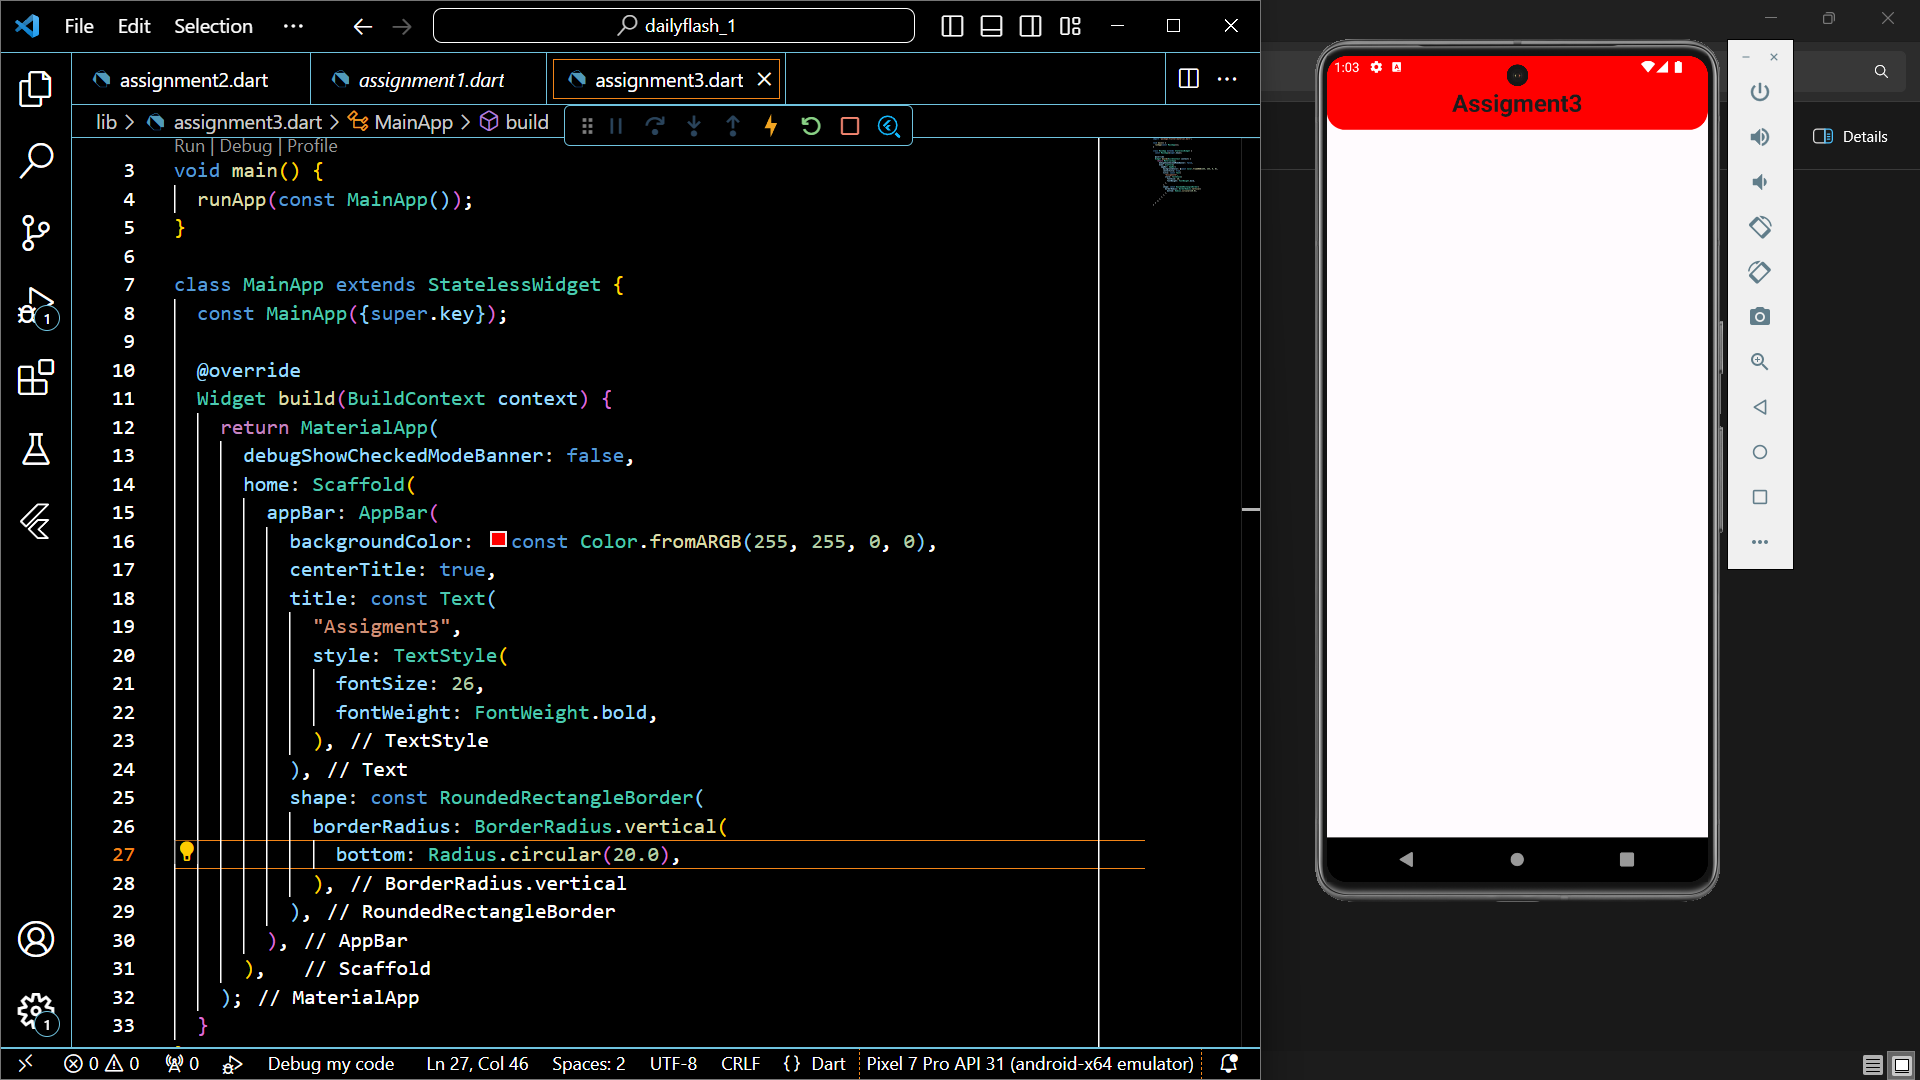 File Edit Selection ···
dailyflash_1
assignment2.dart assignment1.dart assignment3.dart
lib > assignment3.dart > MainApp > build
Run | Debug | Profile
3 void main() {
4 runApp(const MainApp());
5 }
6
7 class MainApp extends StatelessWidget {
8 const MainApp({super.key});
9
10 @override
11 Widget build(BuildContext context) {
12 return MaterialApp(
13 debugShowCheckedModeBanner: false,
14 home: Scaffold(
15 appBar: AppBar(
16 backgroundColor: const Color.fromARGB(255, 255, 0, 0),
17 centerTitle: true,
18 title: const Text(
19 "Assigment3",
20 style: TextStyle(
21 fontSize: 26,
22 fontWeight: FontWeight.bold,
23 ), // TextStyle
24 ), // Text
25 shape: const RoundedRectangleBorder(
26 borderRadius: BorderRadius.vertical(
27 bottom: Radius.circular(20.0),
28 ), // BorderRadius.vertical
29 ), // RoundedRectangleBorder
30 ), // AppBar
31 ), // Scaffold
32 ); // MaterialApp
33 }
1
1
0 0 0 Debug my code Ln 27, Col 46 Spaces: 2 UTF-8 CRLF {} Dart Pixel 7 Pro API 31 (android-x64 emulator)
1:03
Assigment3
Details